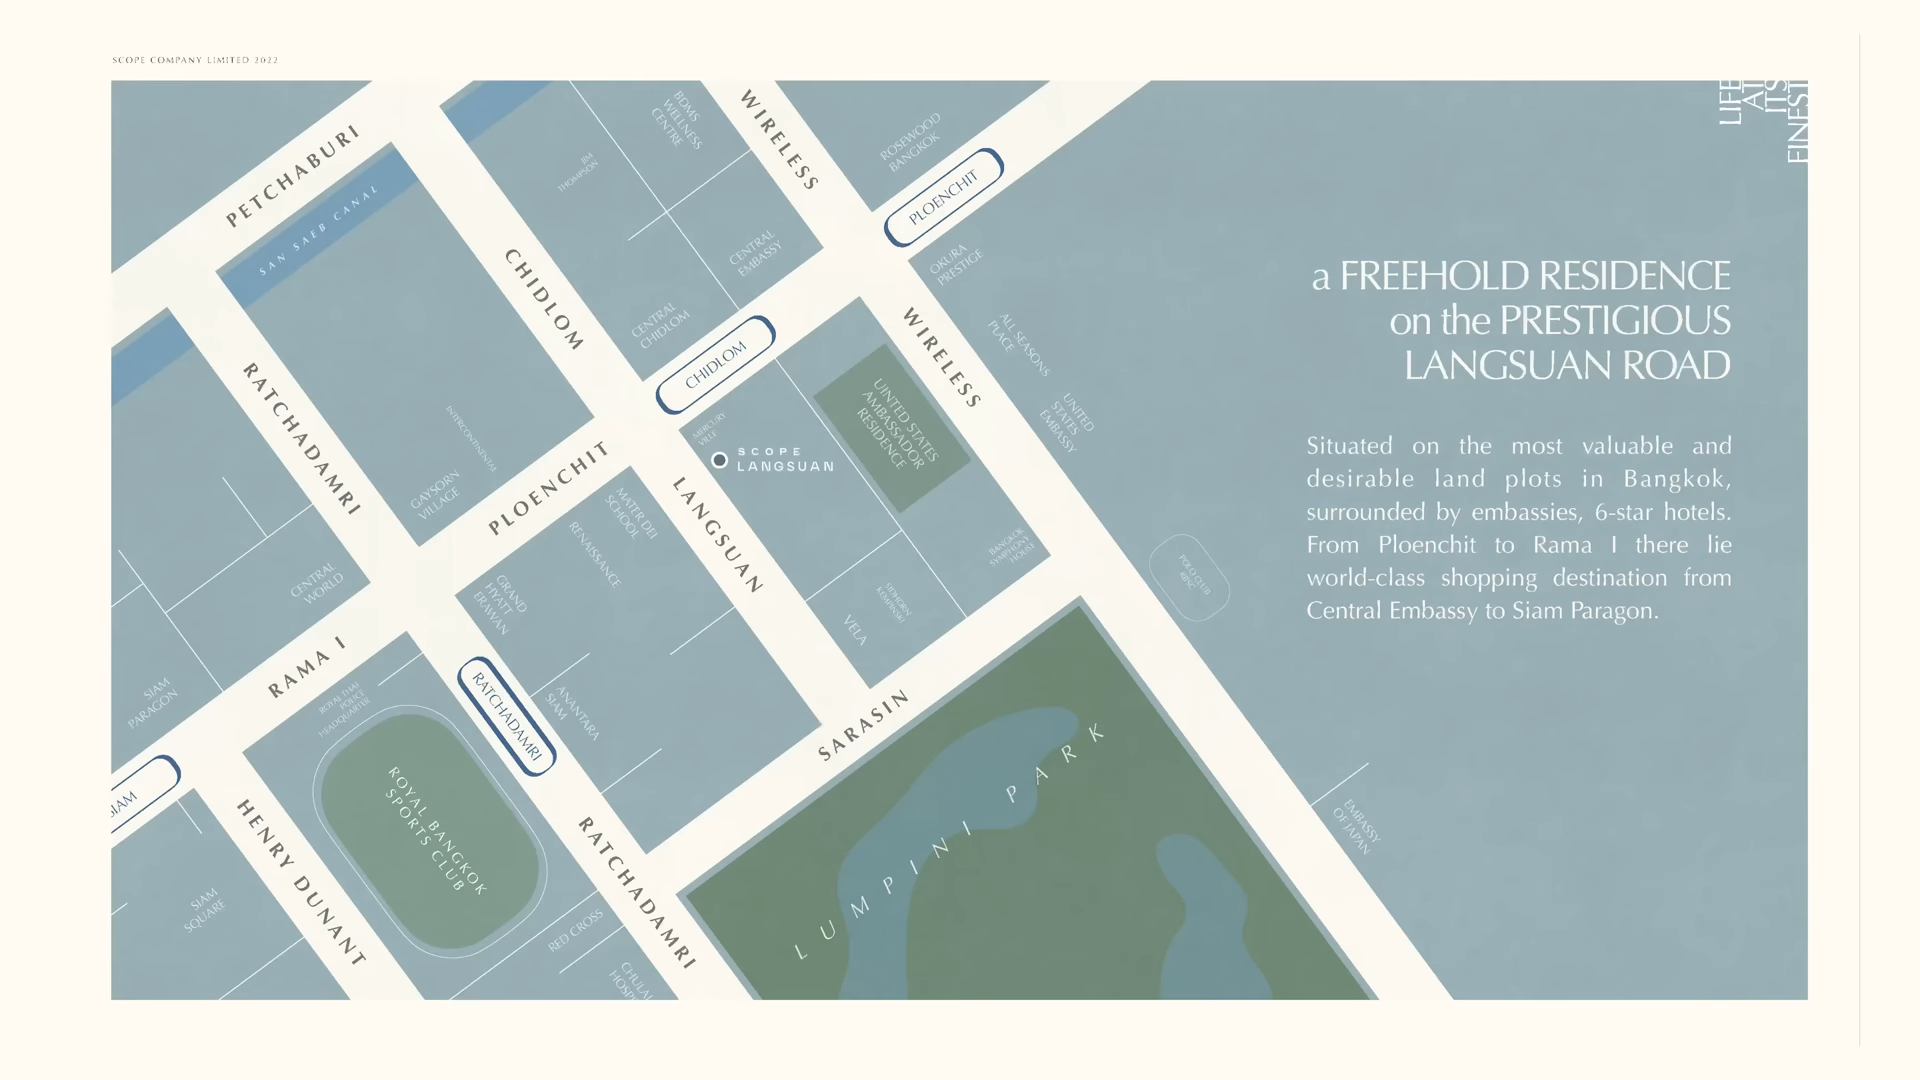 SCOPE COMPANY LIMITED 2022
LIFE
AT
ITS
FINEST
PETCHABURI
SAN SAEB CANAL
CHIDLOM
WIRELESS
BDMS
WELLNESS
CENTRE
JIM
THOMPSON
ROSEWOOD
BANGKOK
PLOENCHIT
CENTRAL
EMBASSY
OKURA
PRESTIGE
CENTRAL
CHIDLOM
CHIDLOM
WIRELESS
ALL SEASONS
PLACE
UNITED
STATES
EMBASSY
a FREEHOLD RESIDENCE
on the PRESTIGIOUS
LANGSUAN ROAD
Situated on the most valuable and
desirable land plots in Bangkok,
surrounded by embassies, 6-star hotels.
From Ploenchit to Rama I there lie
world-class shopping destination from
Central Embassy to Siam Paragon.
RATCHADAMRI
INTERCONTINENTAL
GAYSORN
VILLAGE
PLOENCHIT
MERCURY
VILLE
SCOPE
LANGSUAN
UINTED STATES
AMBASSADOR
RESIDENCE
LANGSUAN
MATER DEI
SCHOOL
RENAISSANCE
GRAND
HYATT
ERAWAN
CENTRAL
WORLD
BANGKOK
SYMPHONY
HOUSE
SINDHORN
KEMPINSKI
VELA
POLO CLUB
RBSC
RAMA I
SIAM
PARAGON
ROYAL THAI
POLICE
HEADQUARTER
RATCHADAMRI
ANANTARA
SIAM
SARASIN
SIAM
ROYAL BANGKOK
SPORTS CLUB
HENRY DUNANT
SIAM
SQUARE
RATCHADAMRI
RED CROSS
CHULAL
HOSP
LUMPINI PARK
EMBASSY
OF JAPAN